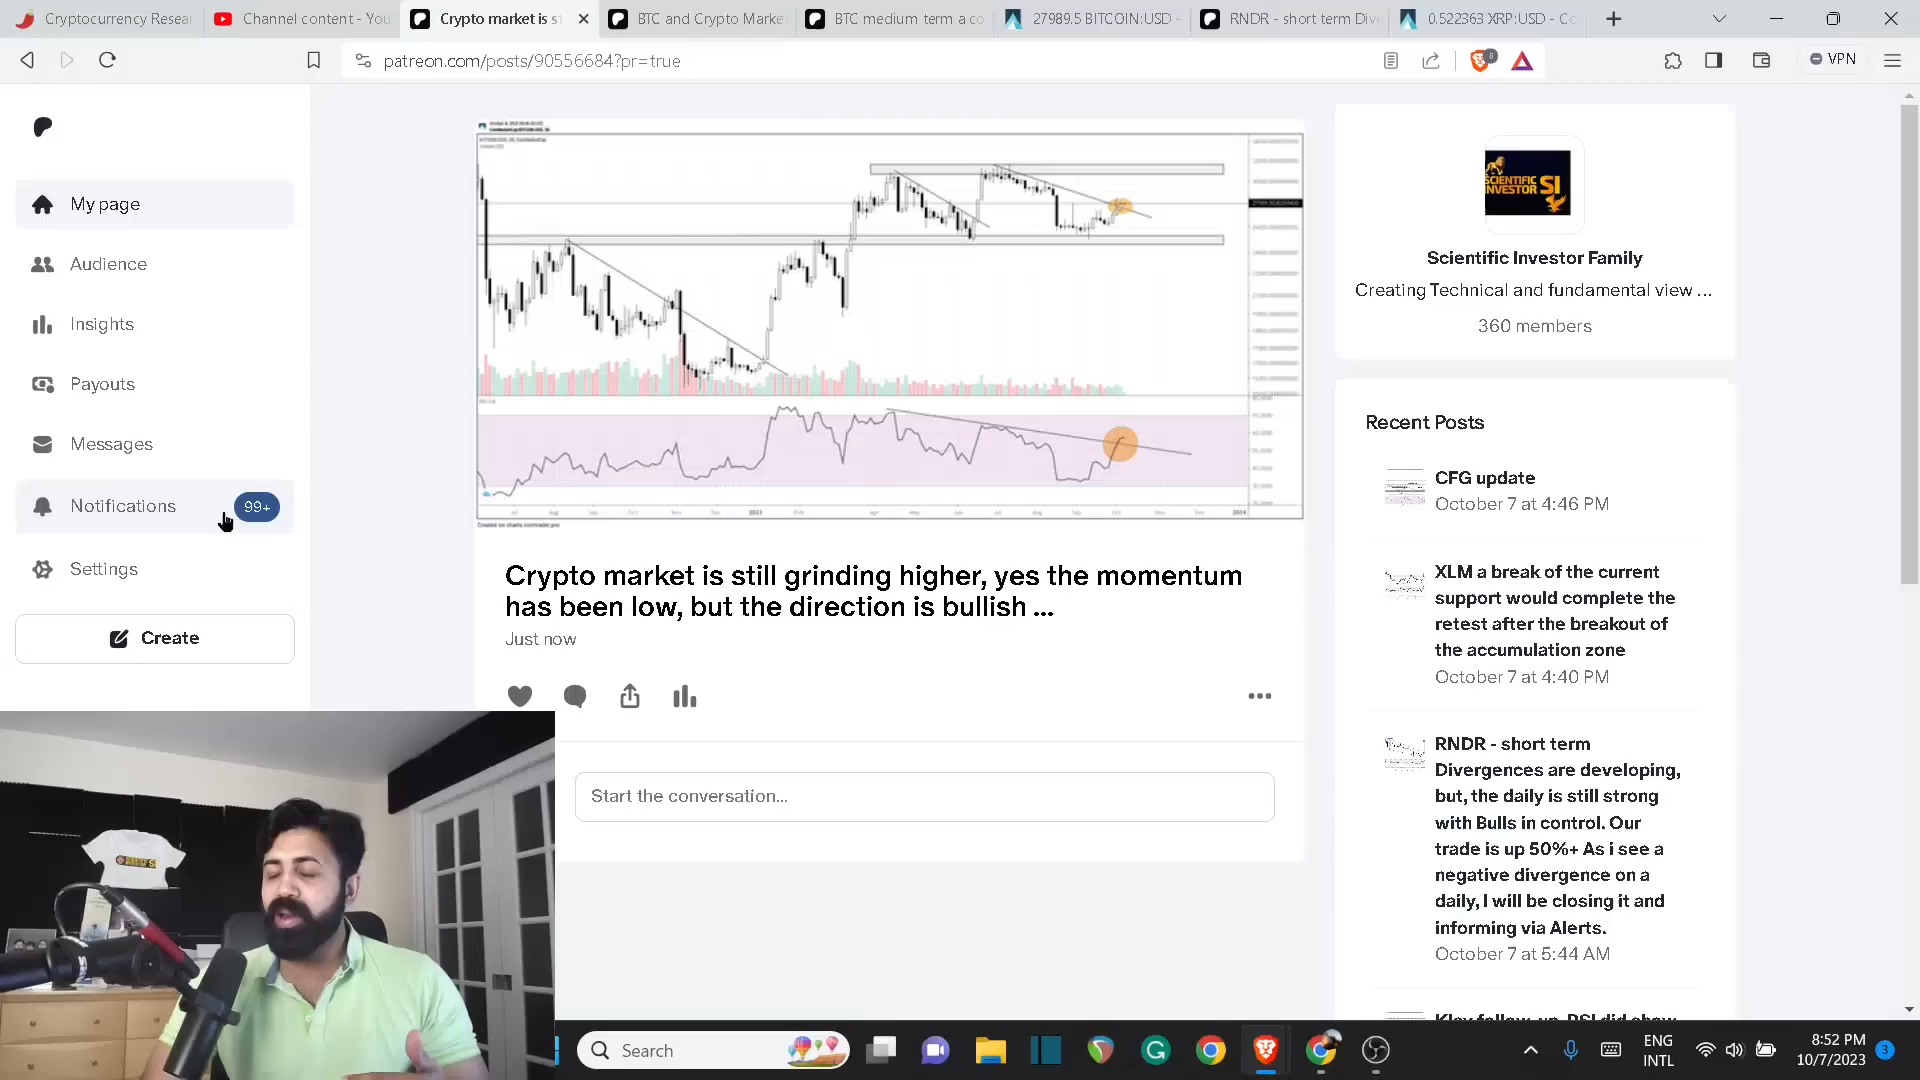 Cryptocurrency Resea
Channel content - You
Crypto market is s
BTC and Crypto Marke
BTC medium term a co
27989.5 BITCOIN:USD -
RNDR - short term Div
0.522363 XRP:USD - Co
patreon.com/posts/90556684?pr=true
8
VPN
My page
Audience
Insights
Payouts
Messages
Notifications
99+
Settings
Create
2023
2024
Crypto market is still grinding higher, yes the momentum
has been low, but the direction is bullish ...
Just now
Start the conversation...
SCIENTIFIC
INVESTOR SI
Scientific Investor Family
Creating Technical and fundamental view ...
360 members
Recent Posts
CFG update
October 7 at 4:46 PM
XLM a break of the current
support would complete the
retest after the breakout of
the accumulation zone
October 7 at 4:40 PM
RNDR - short term
Divergences are developing,
but, the daily is still strong
with Bulls in control. Our
trade is up 50%+ As i see a
negative divergence on a
daily, I will be closing it and
informing via Alerts.
October 7 at 5:44 AM
Search
ENG
INTL
8:52 PM
10/7/2023
3